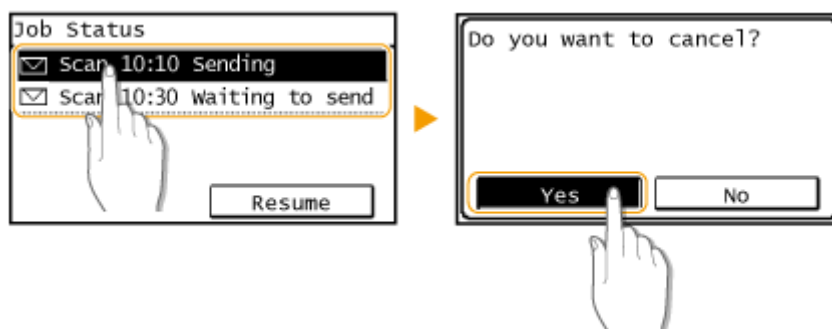 Job Status
Scan 10:10 Sending
Scan 10:30 Waiting to send
Resume
Do you want to cancel?
Yes
No